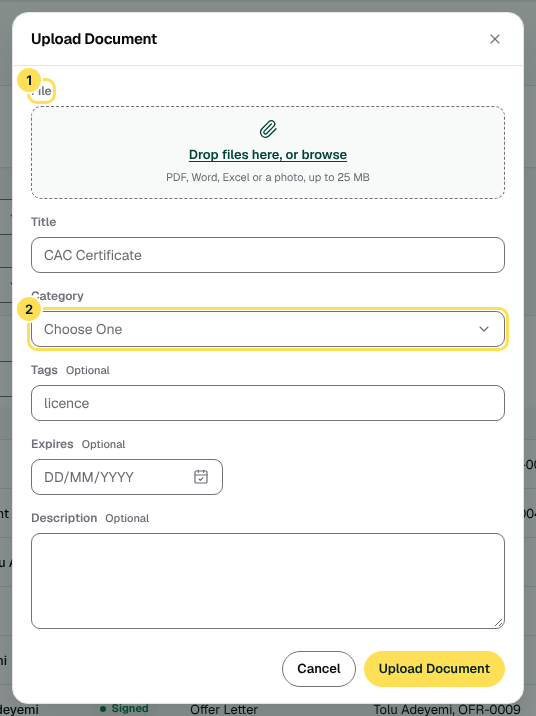 Upload Document
1
File
Drop files here, or browse
PDF, Word, Excel or a photo, up to 25 MB
Title
CAC Certificate
Category
2
Choose One
Tags Optional
licence
Expires Optional
DD/MM/YYYY
Description Optional
Cancel
Upload Document
Signed
Offer Letter
Tolu Adeyemi, OFR-0009